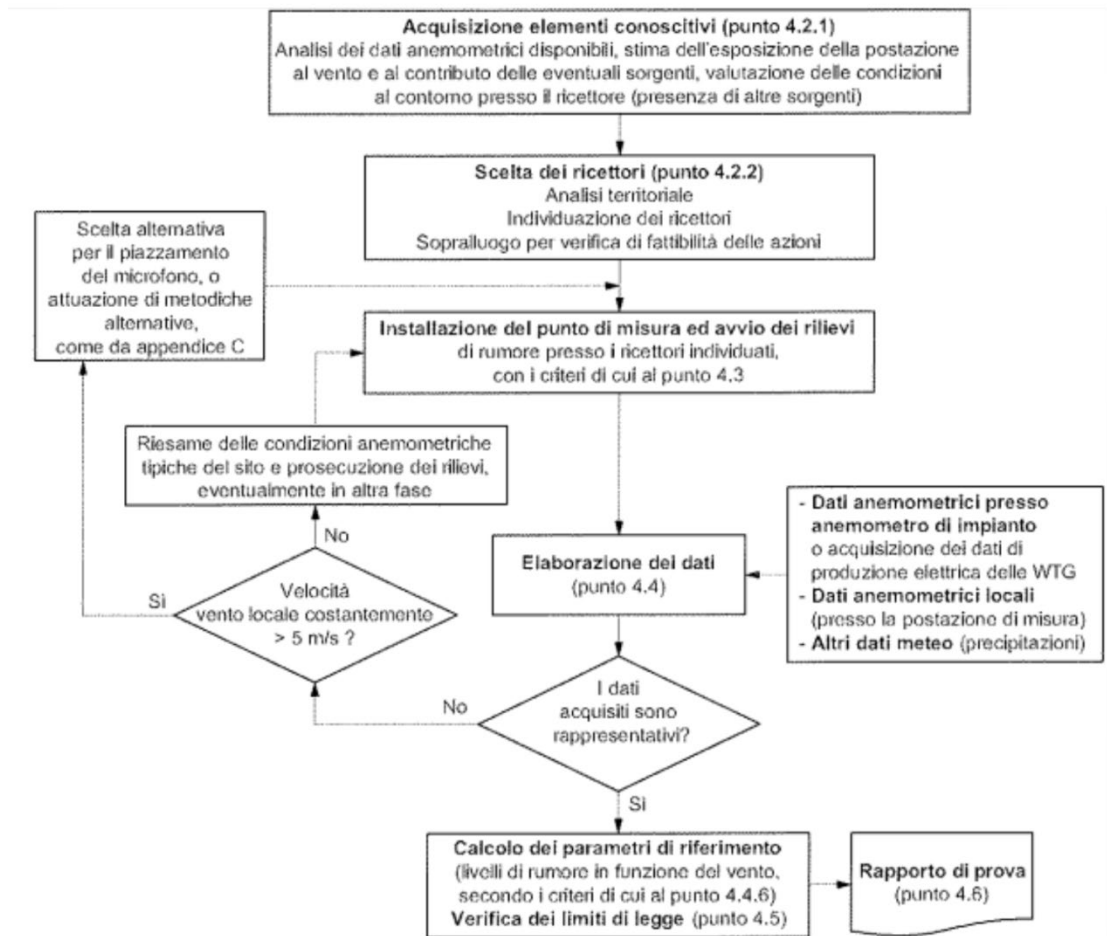 Acquisizione elementi conoscitivi (punto 4.2.1)
Analisi dei dati anemometrici disponibili, stima dell'esposizione della postazione
al vento e al contributo delle eventuali sorgenti, valutazione delle condizioni
al contorno presso il ricettore (presenza di altre sorgenti)
Scelta dei ricettori (punto 4.2.2)
Analisi territoriale
Individuazione dei ricettori
Sopralluogo per verifica di fattibilità delle azioni
Scelta alternativa
per il piazzamento
del microfono, o
attuazione di metodiche
alternative,
come da appendice C
Installazione del punto di misura ed avvio dei rilievi
di rumore presso i ricettori individuati,
con i criteri di cui al punto 4.3
Riesame delle condizioni anemometriche
tipiche del sito e prosecuzione dei rilievi,
eventualmente in altra fase
No
Sì
Velocità
vento locale costantemente
> 5 m/s ?
Elaborazione dei dati
(punto 4.4)
- Dati anemometrici presso
anemometro di impianto
o acquisizione dei dati di
produzione elettrica delle WTG
- Dati anemometrici locali
(presso la postazione di misura)
- Altri dati meteo (precipitazioni)
No
I dati
acquisiti sono
rappresentativi?
Sì
Calcolo dei parametri di riferimento
(livelli di rumore in funzione del vento,
secondo i criteri di cui al punto 4.4.6)
Verifica dei limiti di legge (punto 4.5)
Rapporto di prova
(punto 4.6)